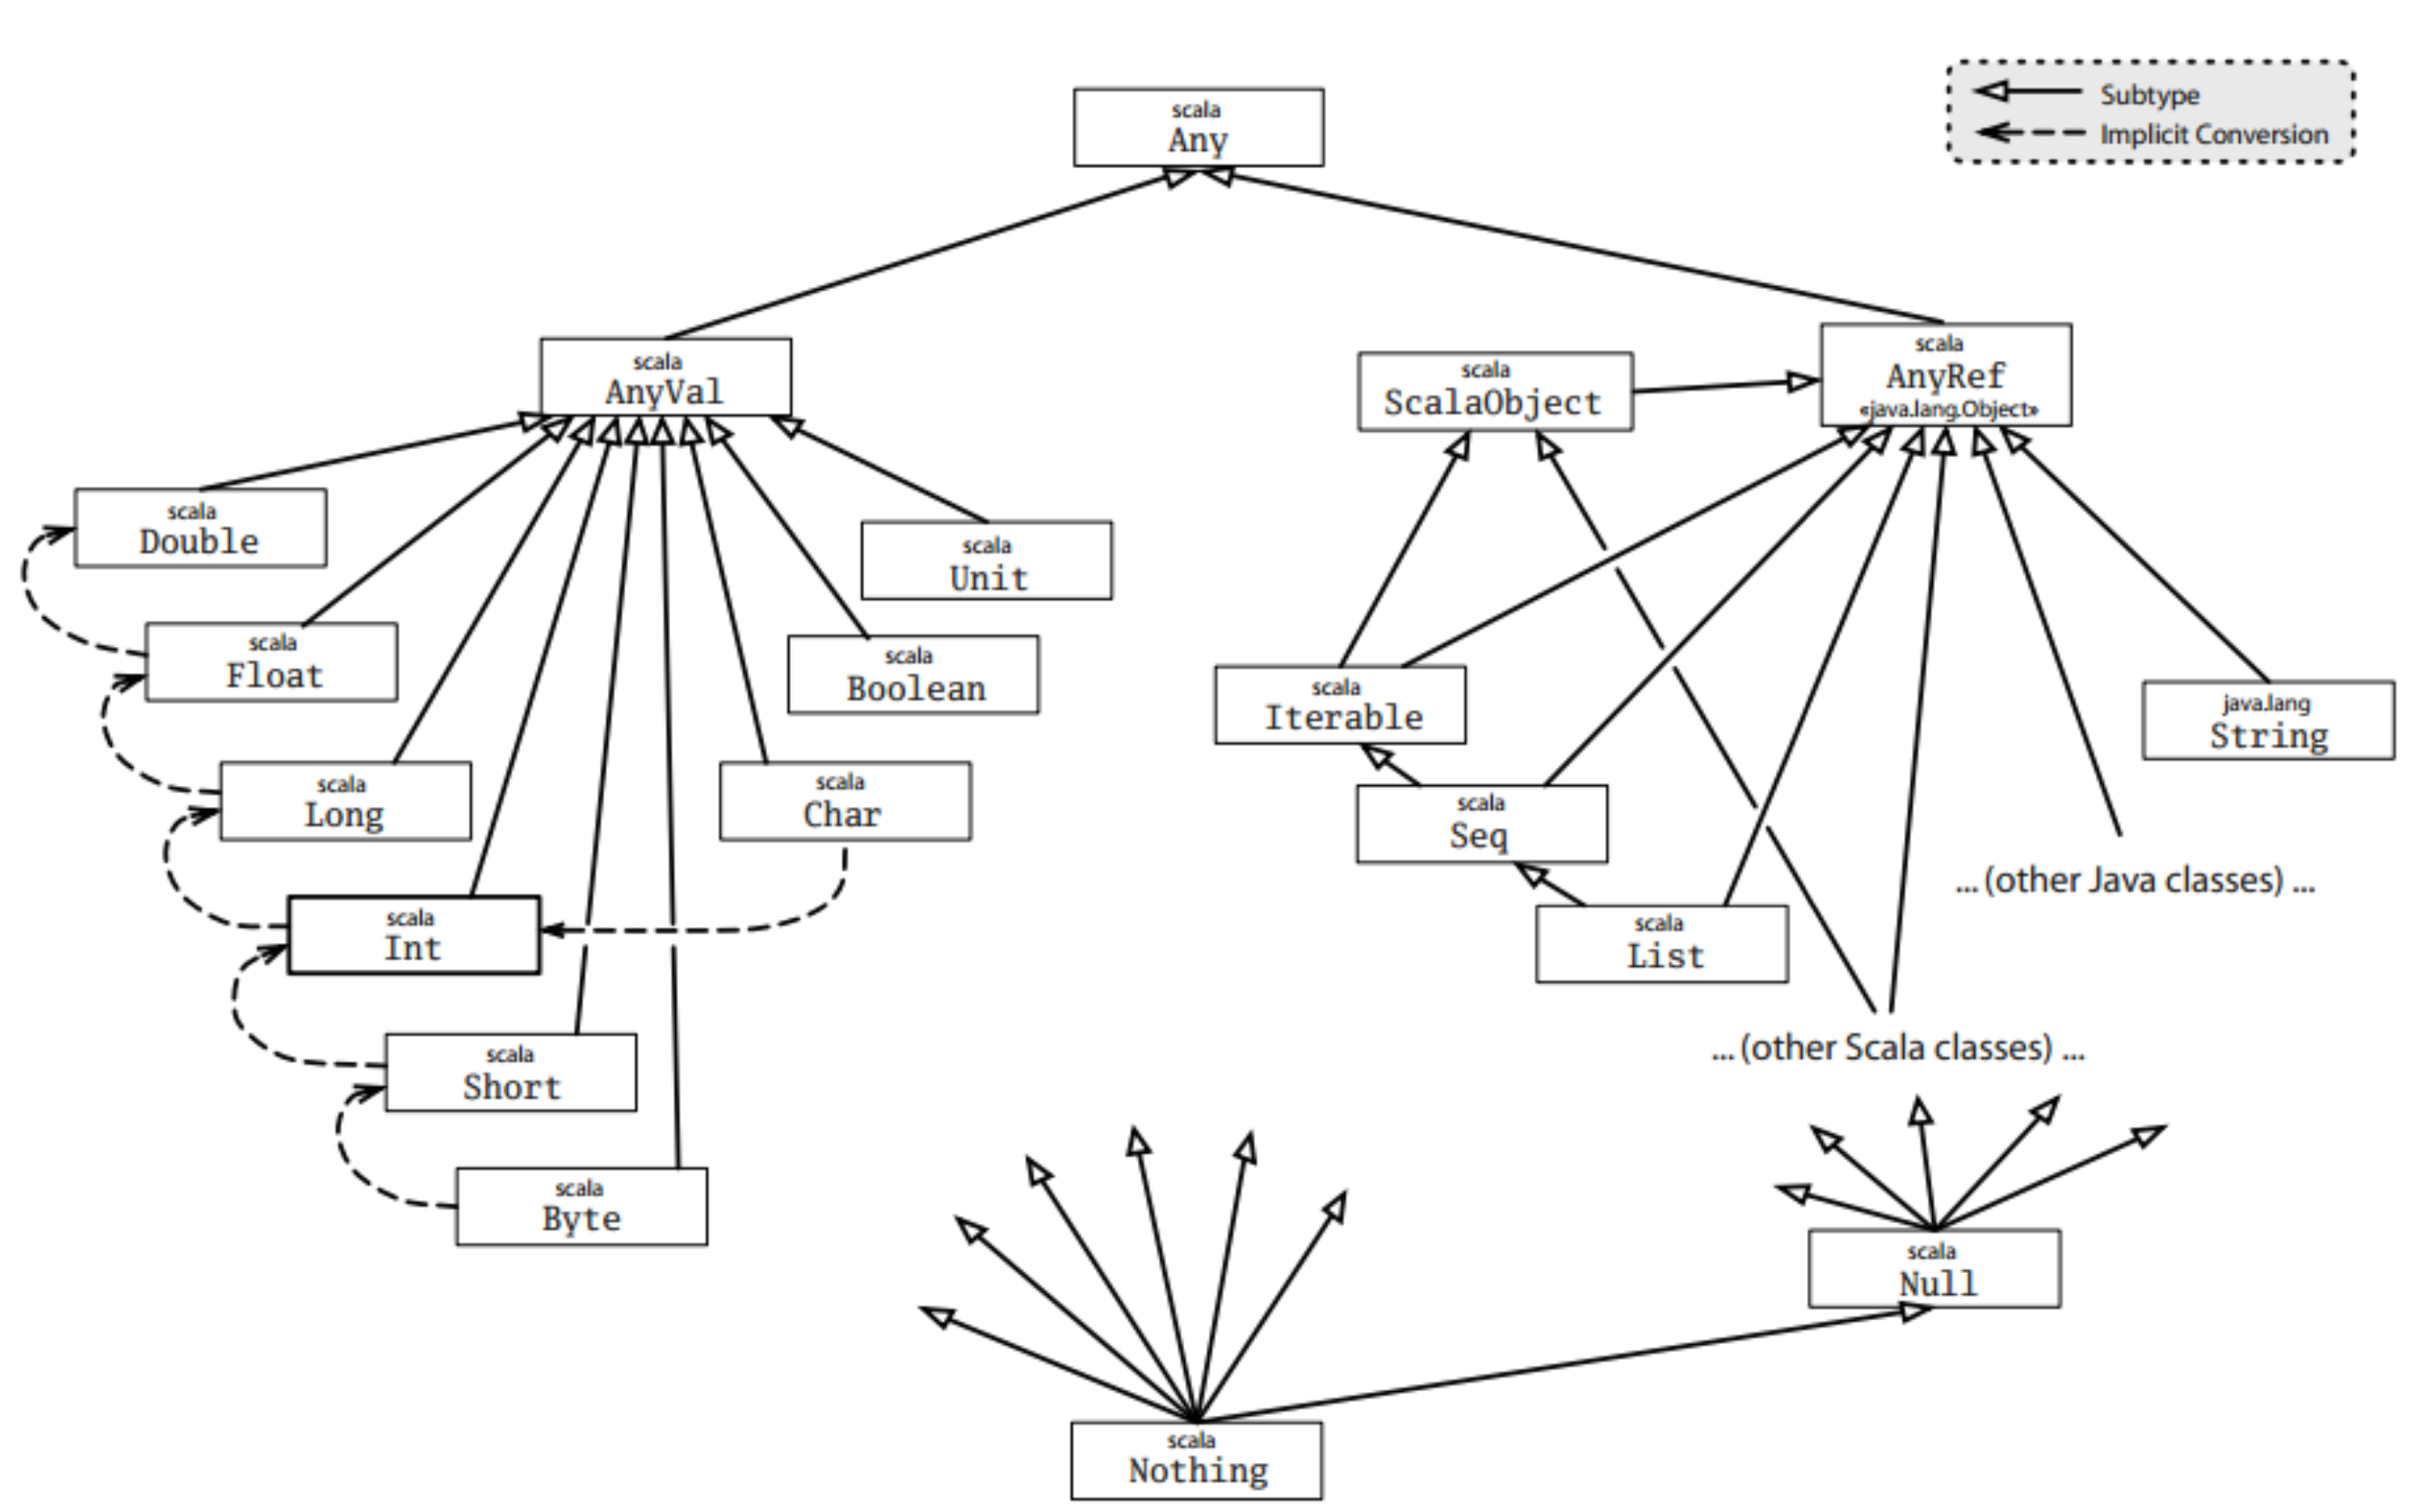 scala
Any
Subtype
Implicit Conversion
scala
AnyVal
scala
ScalaObject
scala
AnyRef
«java.lang.Object»
scala
Double
scala
Unit
scala
Float
scala
Boolean
scala
Iterable
java.lang
String
scala
Long
scala
Char
scala
Seq
... (other Java classes) ...
scala
Int
scala
List
scala
Short
... (other Scala classes) ...
scala
Byte
scala
Null
scala
Nothing